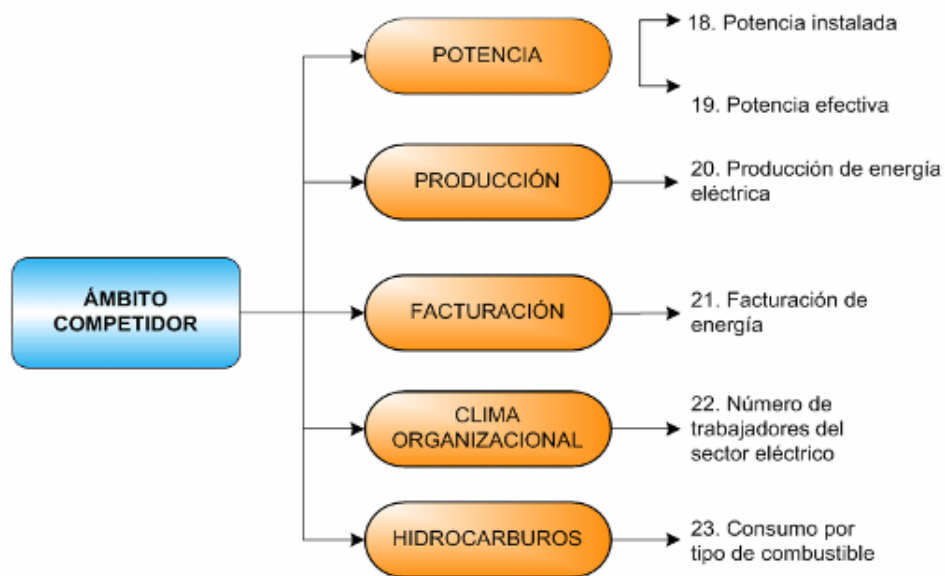 POTENCIA
18. Potencia instalada
19. Potencia efectiva
PRODUCCIÓN
20. Producción de energía
eléctrica
ÁMBITO
COMPETIDOR
FACTURACIÓN
21. Facturación de
energía
CLIMA
ORGANIZACIONAL
22. Número de
trabajadores del
sector eléctrico
HIDROCARBUROS
23. Consumo por
tipo de combustible